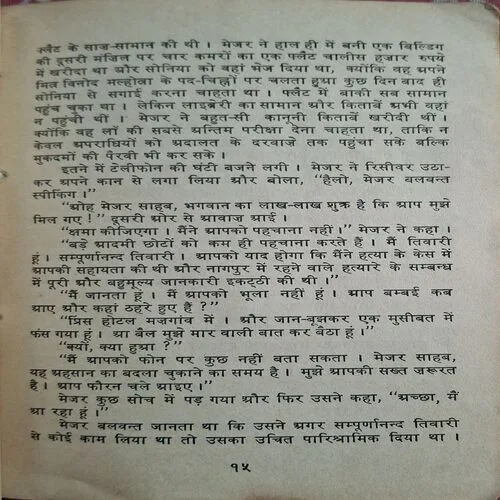 फ्लैट के साज-सामान की थी । मेजर ने हाल ही में बनी एक बिल्डिंग
की दूसरी मंज़िल पर चार कमरों का एक फ्लैट चालीस हज़ार रुपये
में खरीदा था और सोनिया को वहां भेज दिया था, क्योंकि वह अपने
मित्र विनोद मल्होत्रा के पद-चिह्नों पर चलता हुआ कुछ दिन बाद ही
सोनिया से सगाई करना चाहता था । फ्लैट में बाकी सब सामान
पहुंच चुका था । लेकिन लाइब्रेरी का सामान और किताबें अभी वहां
न पहुंची थीं । मेजर ने बहुत-सी कानूनी किताबें खरीदी थीं ।
क्योंकि वह लॉ की सबसे अन्तिम परीक्षा देना चाहता था, ताकि न
केवल अपराधियों को अदालत के दरवाज़े तक पहुंचा सके बल्कि
मुकदमों की पैरवी भी कर सके ।
इतने में टेलीफोन की घंटी बजने लगी । मेजर ने रिसीवर उठा-
कर अपने कान से लगा लिया और बोला, “हैलो, मेजर बलवन्त
स्पीकिंग ।”
“ओह मेजर साहब, भगवान का लाख-लाख शुक्र है कि आप मुझे
मिल गए !” दूसरी ओर से आवाज़ आई ।
“क्षमा कीजिएगा । मैंने आपको पहचाना नहीं ।” मेजर ने कहा ।
“बड़े आदमी छोटों को कम ही पहचाना करते हैं । मैं तिवारी
हूं । सम्पूर्णानन्द तिवारी । आपको याद होगा कि मैंने हत्या के केस में
आपकी सहायता की थी और नागपुर में रहने वाले हत्यारे के सम्बन्ध
में पूरी और बहुमूल्य जानकारी इकट्ठी की थी ।”
“मैं जानता हूं । मैं आपको भूला नहीं हूं । आप बम्बई कब
आए और कहां ठहरे हुए हैं ?”
“प्रिंस होटल मज़गांव में । और जान-बूझकर एक मुसीबत में
फंस गया हूं । आ बैल मुझे मार वाली बात कर बैठा हूं ।”
“क्यों, क्या हुआ ?”
“मैं आपको फोन पर कुछ नहीं बता सकता । मेजर साहब,
यह अहसान का बदला चुकाने का समय है । मुझे आपकी सख्त ज़रूरत
है । आप फौरन चले आइए ।”
मेजर कुछ सोच में पड़ गया और फिर उसने कहा, “अच्छा, मैं
आ रहा हूं ।”
मेजर बलवन्त जानता था कि उसने अगर सम्पूर्णानन्द तिवारी
से कोई काम लिया था तो उसका उचित पारिश्रमिक दिया था ।
१५